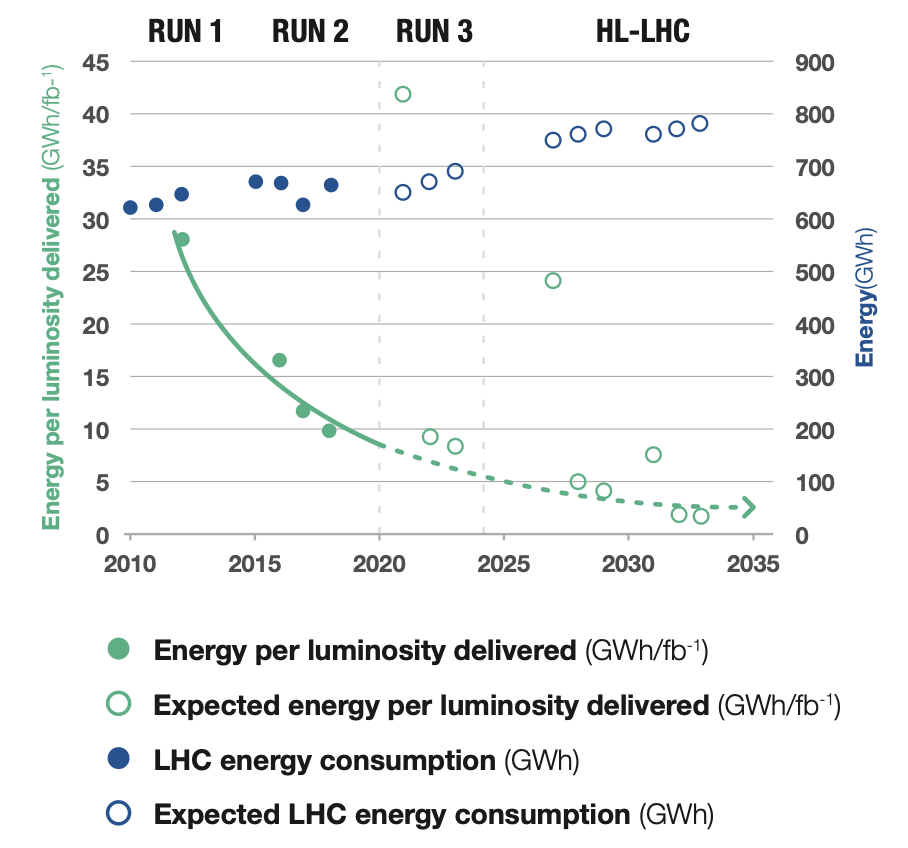 RUN 1 RUN 2 RUN 3 HL-LHC
Energy per luminosity delivered (GWh/fb-¹)
45
40
35
30
25
20
15
10
5
0
900
800
700
600
500
400
300
200
100
0
Energy(GWh)
2010 2015 2020 2025 2030 2035
Energy per luminosity delivered (GWh/fb⁻¹)
Expected energy per luminosity delivered (GWh/fb⁻¹)
LHC energy consumption (GWh)
Expected LHC energy consumption (GWh)